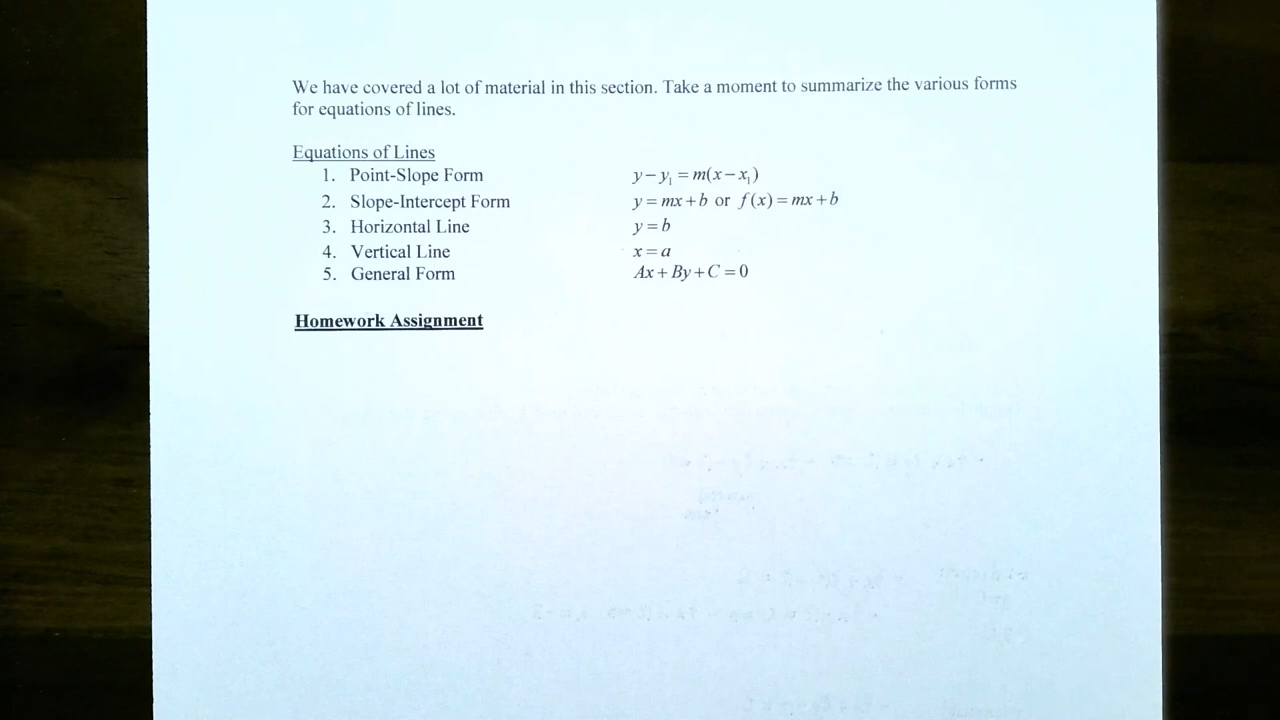 We have covered a lot of material in this section. Take a moment to summarize the various forms
for equations of lines.
Equations of Lines
1. Point-Slope Form y − y₁ = m(x − x₁)
2. Slope-Intercept Form y = mx + b or f(x) = mx + b
3. Horizontal Line y = b
4. Vertical Line x = a
5. General Form Ax + By + C = 0
Homework Assignment